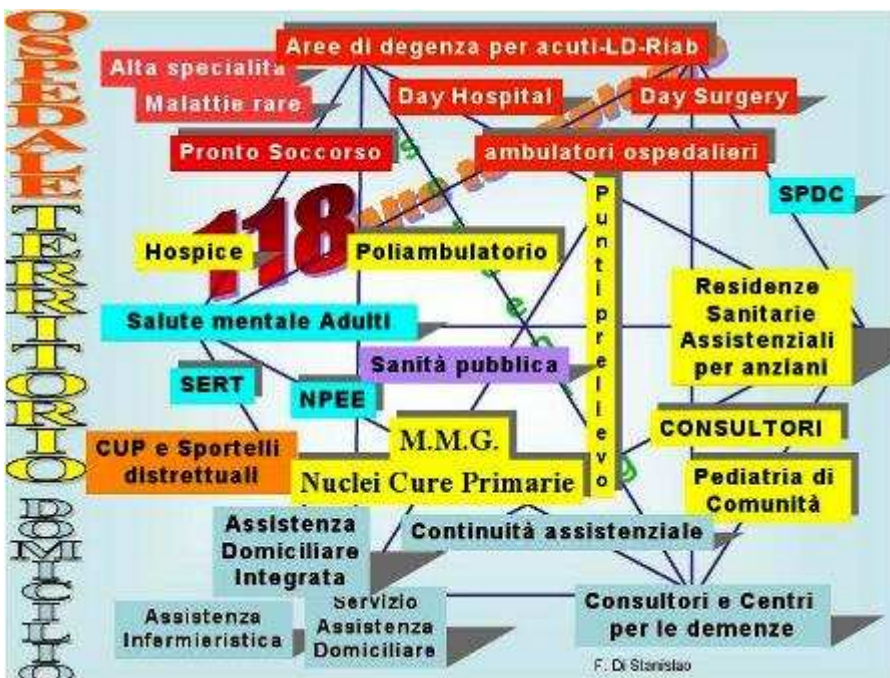 OSPEDALE
TERRITORIO
DOMICILIO
Aree di degenza per acuti-LD-Riab
Alta specialità
Malattie rare
Day Hospital
Day Surgery
Pronto Soccorso
ambulatori ospedalieri
SPDC
118
Hospice
Poliambulatorio
Punti prelievo
Residenze
Sanitarie
Assistenziali
per anziani
Salute mentale Adulti
Sanità pubblica
SERT
NPEE
CONSULTORI
CUP e Sportelli
distrettuali
M.M.G.
Nuclei Cure Primarie
Pediatria di
Comunità
Assistenza
Domiciliare
Integrata
Continuità assistenziale
Assistenza
Infermieristica
Servizio
Assistenza
Domiciliare
Consultori e Centri
per le demenze
F. Di Stanislao